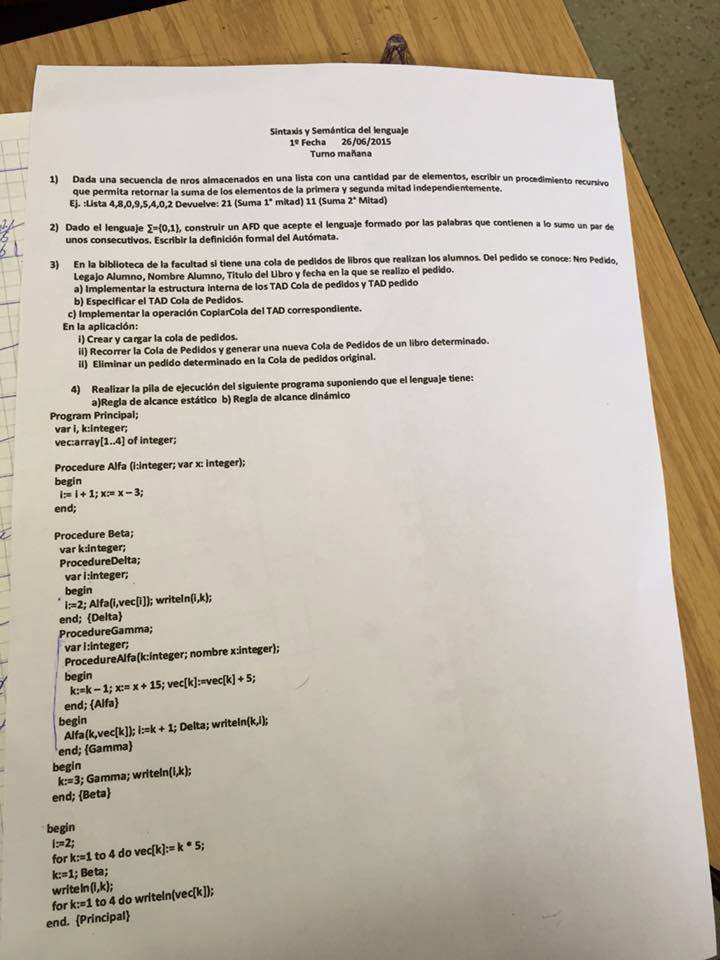 Sintaxis y Semántica del lenguaje
1º Fecha 26/06/2015
Turno mañana
1) Dada una secuencia de nros almacenados en una lista con una cantidad par de elementos, escribir un procedimiento recursivo
que permita retornar la suma de los elementos de la primera y segunda mitad independientemente.
Ej. :Lista 4,8,0,9,5,4,0,2 Devuelve: 21 (Suma 1° mitad) 11 (Suma 2° Mitad)
2) Dado el lenguaje ∑={0,1}, construir un AFD que acepte el lenguaje formado por las palabras que contienen a lo sumo un par de
unos consecutivos. Escribir la definición formal del Autómata.
3) En la biblioteca de la facultad si tiene una cola de pedidos de libros que realizan los alumnos. Del pedido se conoce: Nro Pedido,
Legajo Alumno, Nombre Alumno, Titulo del Libro y fecha en la que se realizo el pedido.
a) Implementar la estructura interna de los TAD Cola de pedidos y TAD pedido
b) Especificar el TAD Cola de Pedidos.
c) Implementar la operación CopiarCola del TAD correspondiente.
En la aplicación:
i) Crear y cargar la cola de pedidos.
ii) Recorrer la Cola de Pedidos y generar una nueva Cola de Pedidos de un libro determinado.
ii) Eliminar un pedido determinado en la Cola de pedidos original.
4) Realizar la pila de ejecución del siguiente programa suponiendo que el lenguaje tiene:
a)Regla de alcance estático b) Regla de alcance dinámico
Program Principal;
var i, k:integer;
vec:array[1..4] of integer;
Procedure Alfa (i:integer; var x: integer);
begin
i:= i + 1; x:= x – 3;
end;
Procedure Beta;
var k:integer;
ProcedureDelta;
var i:integer;
begin
i:=2; Alfa(i,vec[i]); writeln(i,k);
end; {Delta}
ProcedureGamma;
var i:integer;
ProcedureAlfa(k:integer; nombre x:integer);
begin
k:=k – 1; x:= x + 15; vec[k]:=vec[k] + 5;
end; {Alfa}
begin
Alfa(k,vec[k]); i:=k + 1; Delta; writeln(k,i);
end; {Gamma}
begin
k:=3; Gamma; writeln(i,k);
end; {Beta}
begin
i:=2;
for k:=1 to 4 do vec[k]:= k * 5;
k:=1; Beta;
writeln(i,k);
for k:=1 to 4 do writeln(vec[k]);
end. {Principal}